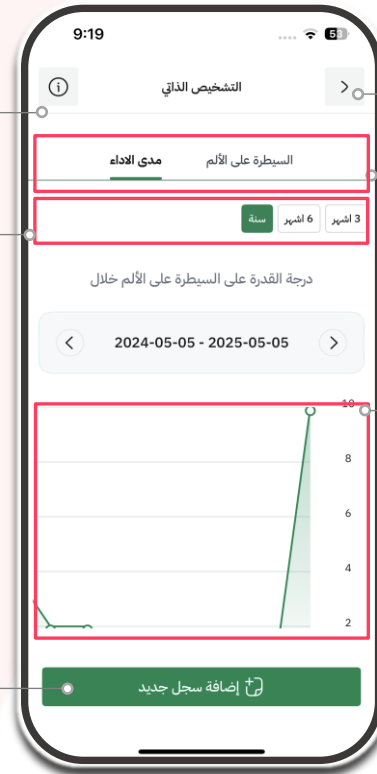 9:19
53
التشخيص الذاتي
السيطرة على الألم مدى الاداء
3 اشهر 6 اشهر سنة
درجة القدرة على السيطرة على الألم خلال
2024-05-05 - 2025-05-05
10
8
6
4
2
إضافة سجل جديد